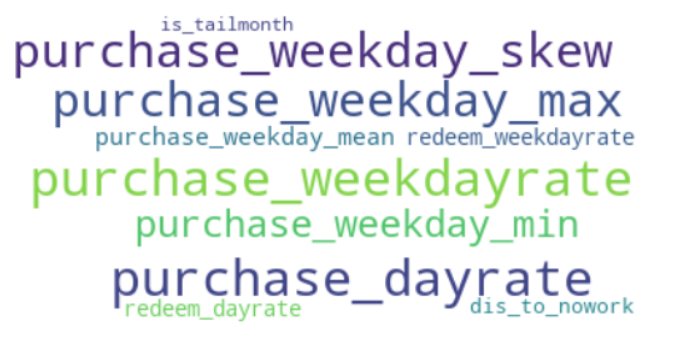 is_tailmonth
purchase_weekday_skew
purchase_weekday_max
purchase_weekday_mean redeem_weekdayrate
purchase_weekdayrate
purchase_weekday_min
purchase_dayrate
redeem_dayrate dis_to_nowork